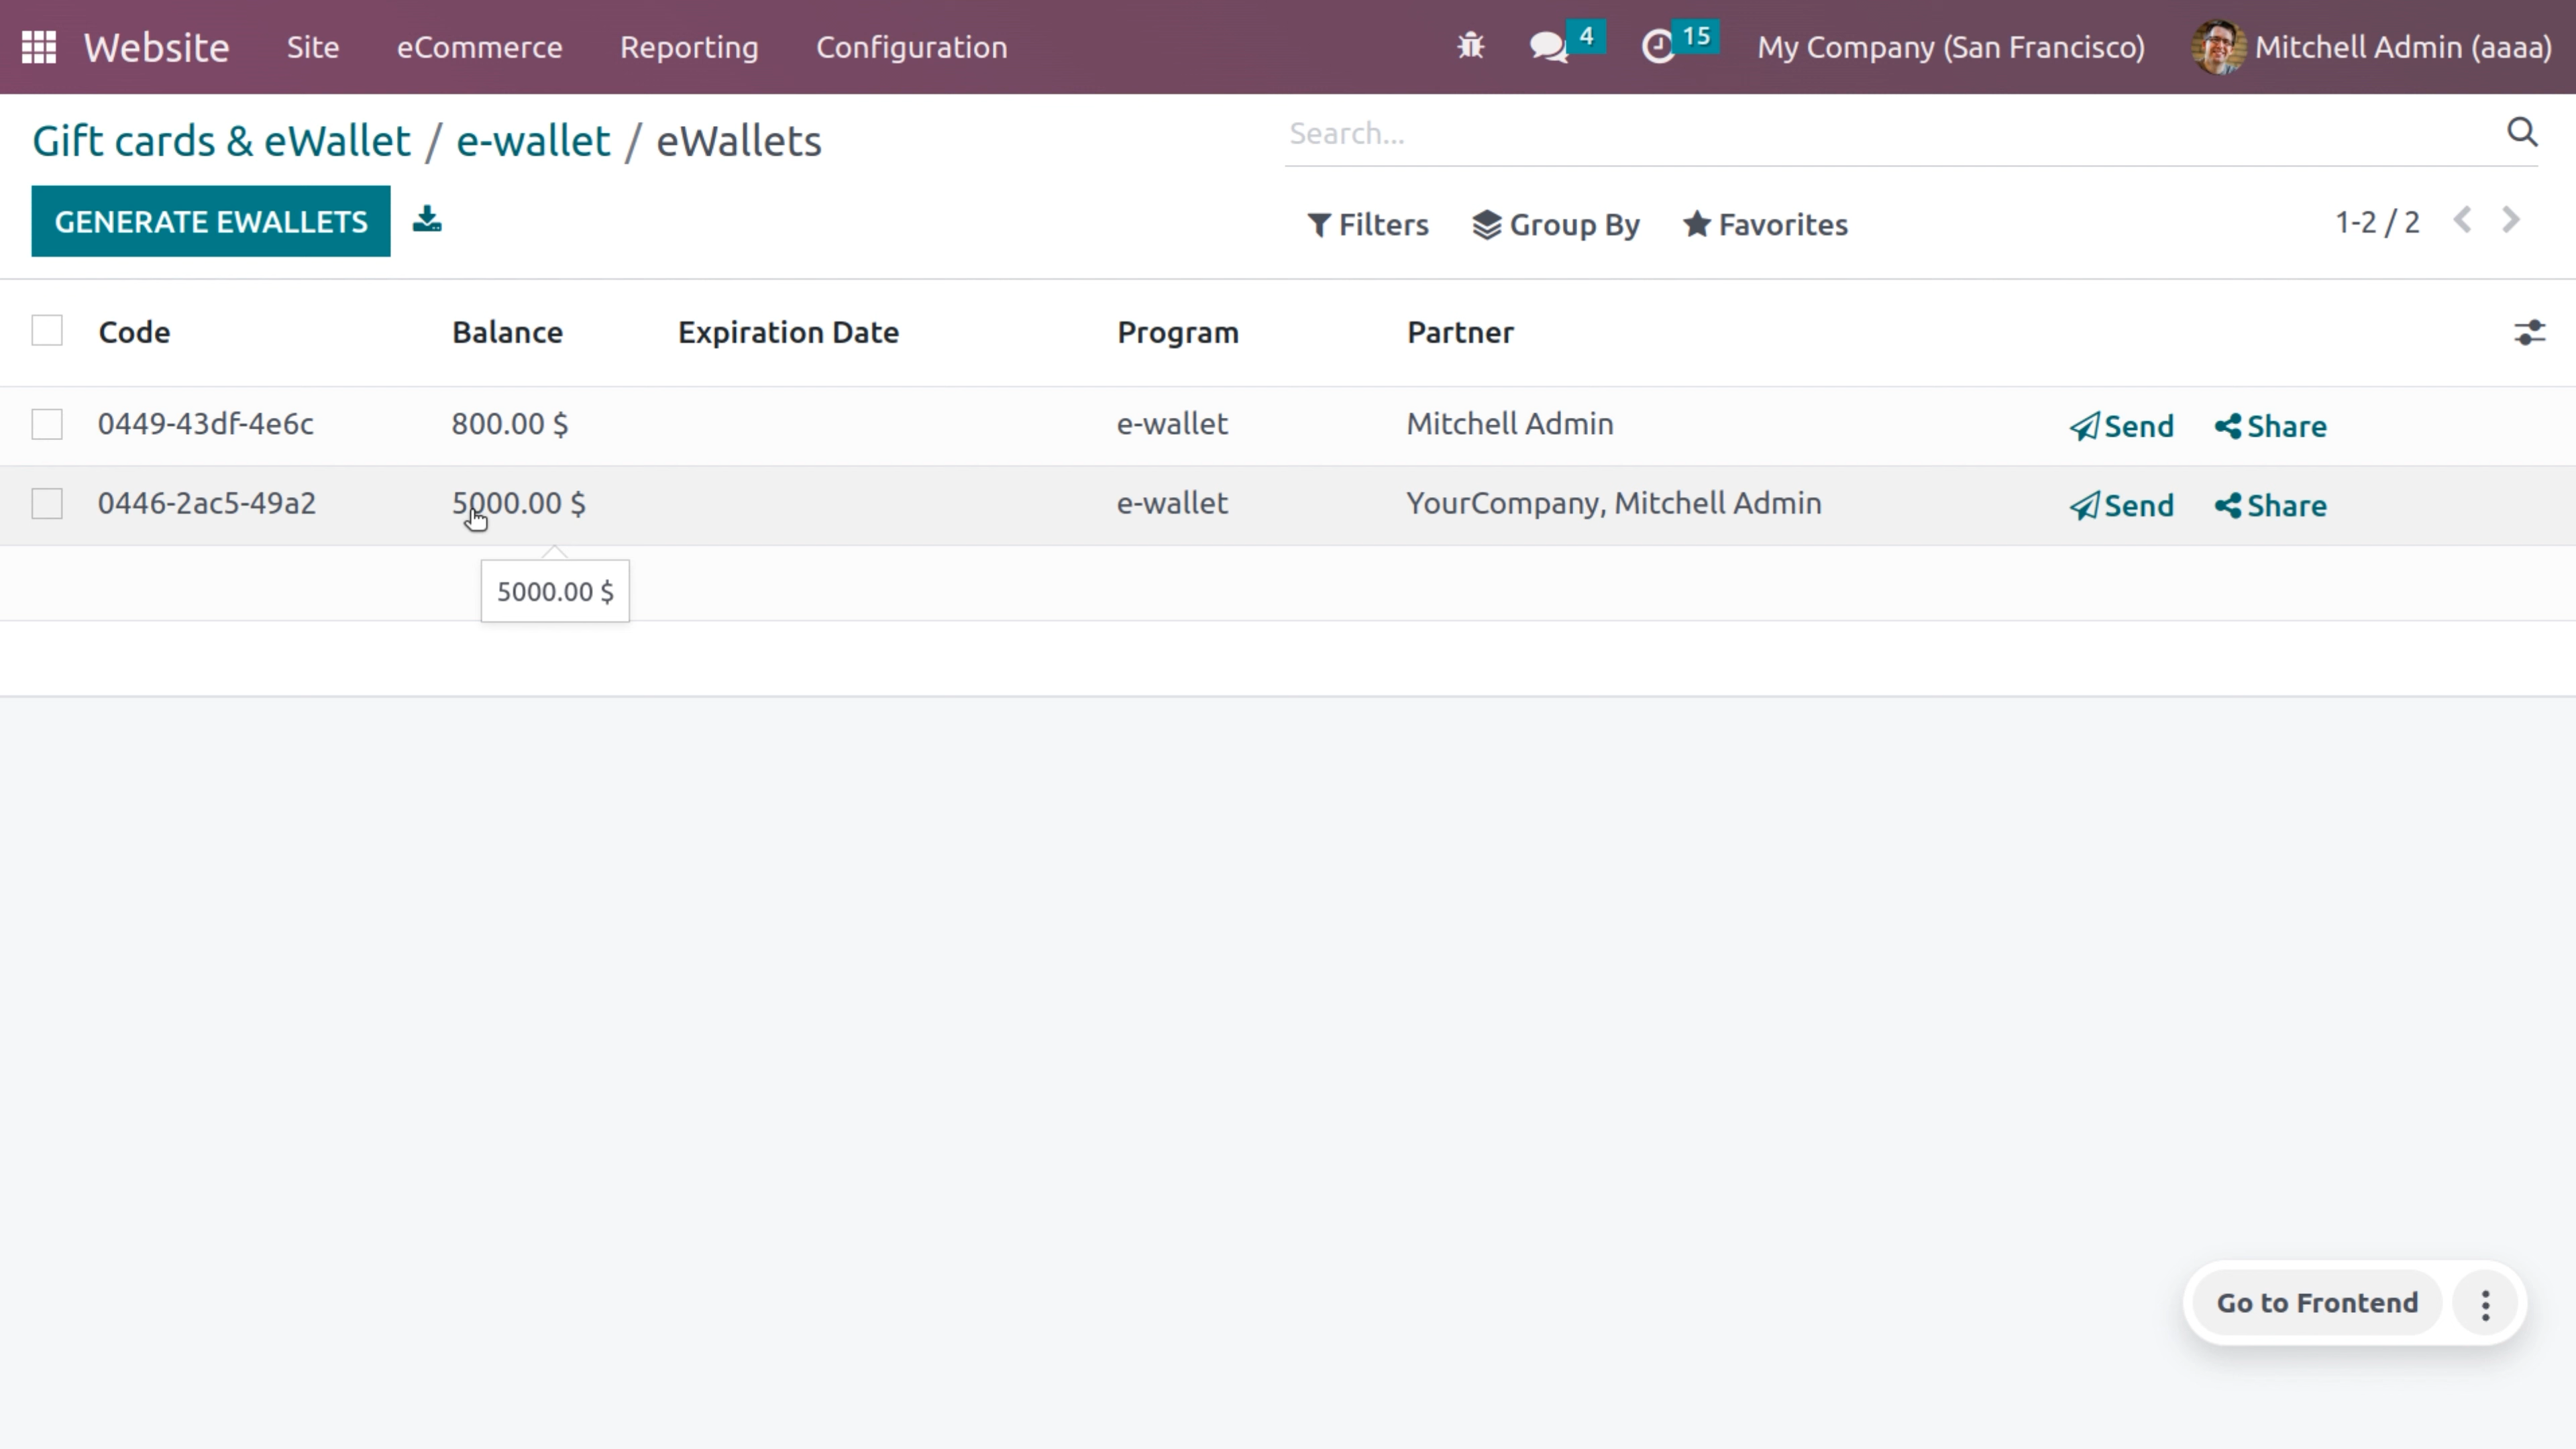 Website Site eCommerce Reporting Configuration 4 15 My Company (San Francisco) Mitchell Admin (aaaa)
Gift cards & eWallet / e-wallet / eWallets Search...
GENERATE EWALLETS Filters Group By Favorites 1-2 / 2
Code Balance Expiration Date Program Partner
0449-43df-4e6c 800.00 $ e-wallet Mitchell Admin Send Share
0446-2ac5-49a2 5000.00 $ e-wallet YourCompany, Mitchell Admin Send Share
5000.00 $
Go to Frontend